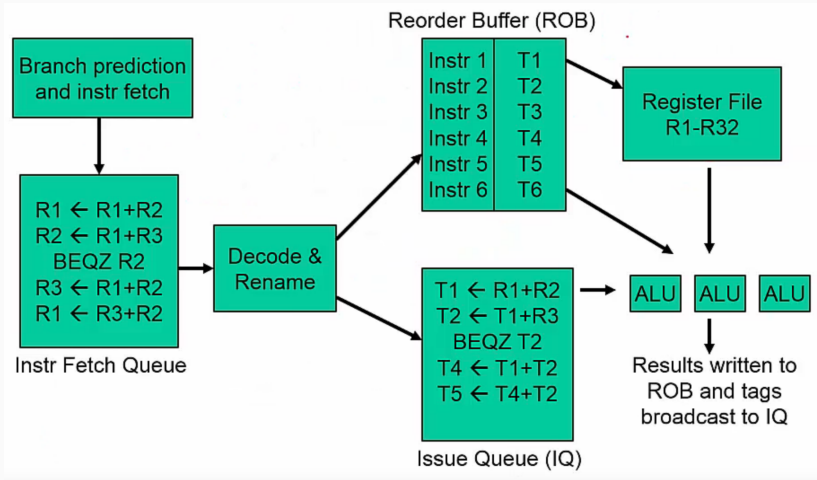 Reorder Buffer (ROB)
Branch prediction
and instr fetch
Instr 1 T1
Instr 2 T2
Instr 3 T3
Instr 4 T4
Instr 5 T5
Instr 6 T6
Register File
R1-R32
R1 ← R1+R2
R2 ← R1+R3
BEQZ R2
R3 ← R1+R2
R1 ← R3+R2
Instr Fetch Queue
Decode &
Rename
T1 ← R1+R2
T2 ← T1+R3
BEQZ T2
T4 ← T1+T2
T5 ← T4+T2
Issue Queue (IQ)
ALU ALU ALU
Results written to
ROB and tags
broadcast to IQ